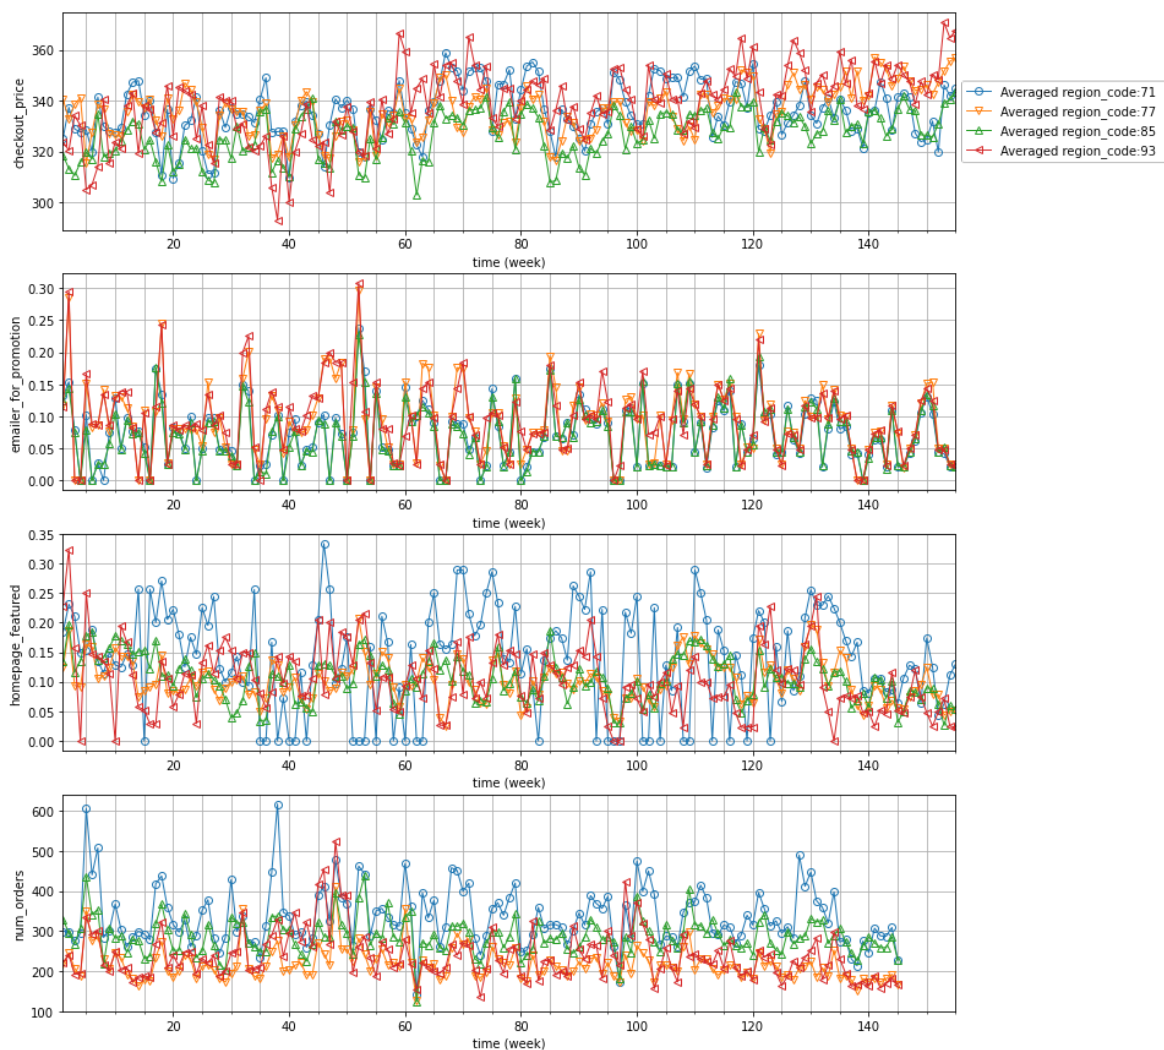 360
340
320
300
checkout_price
20 40 60 80 100 120 140
time (week)
Averaged region_code:71
Averaged region_code:77
Averaged region_code:85
Averaged region_code:93
0.30
0.25
0.20
0.15
0.10
0.05
0.00
emailer_for_promotion
20 40 60 80 100 120 140
time (week)
0.35
0.30
0.25
0.20
0.15
0.10
0.05
0.00
homepage_featured
20 40 60 80 100 120 140
time (week)
600
500
400
300
200
100
num_orders
20 40 60 80 100 120 140
time (week)